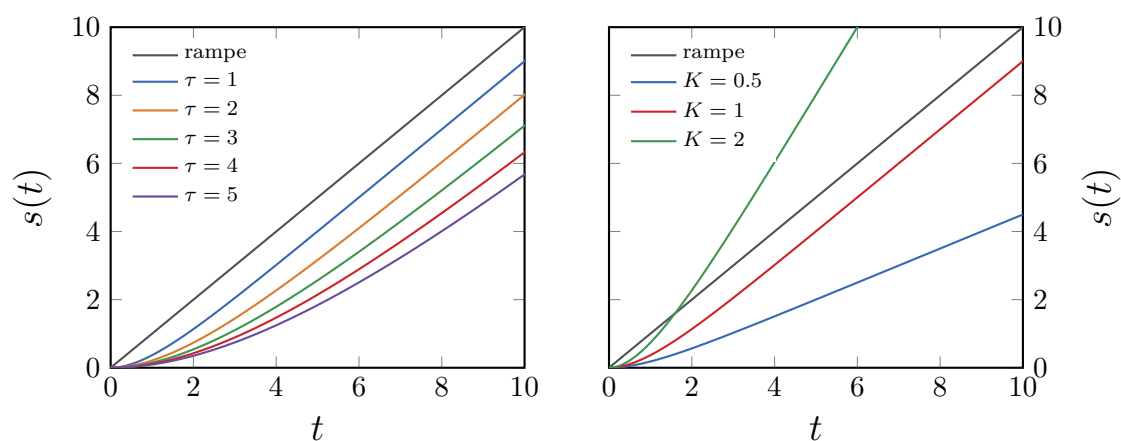 10
8
6
4
2
0
s(t)
rampe
τ = 1
τ = 2
τ = 3
τ = 4
τ = 5
0 2 4 6 8 10
t
rampe
K = 0.5
K = 1
K = 2
0 2 4 6 8 10
t
10
8
6
4
2
0
s(t)